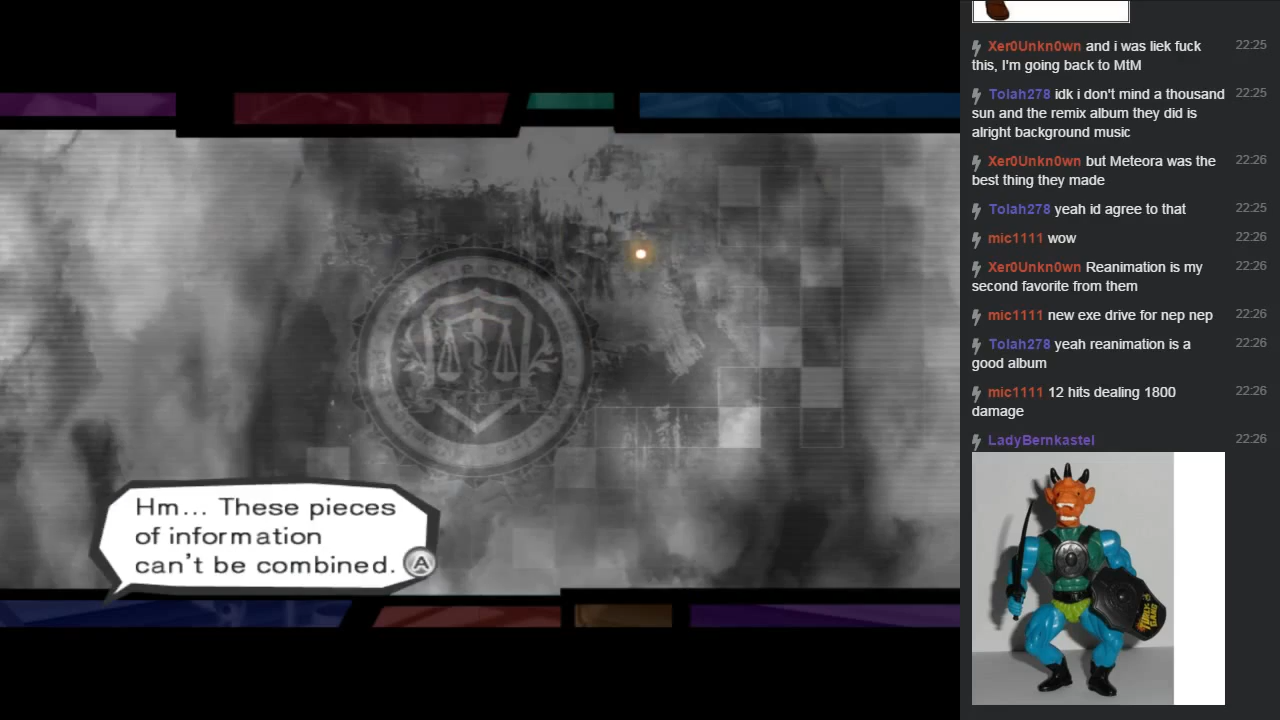 Hm... These pieces
of information
can't be combined.
A
Xer0Unkn0wn and i was liek fuck 22:25
this, I'm going back to MtM
Tolah278 idk i don't mind a thousand 22:25
sun and the remix album they did is
alright background music
Xer0Unkn0wn but Meteora was the 22:26
best thing they made
Tolah278 yeah id agree to that 22:25
mic1111 wow 22:26
Xer0Unkn0wn Reanimation is my 22:26
second favorite from them
mic1111 new exe drive for nep nep 22:26
Tolah278 yeah reanimation is a 22:26
good album
mic1111 12 hits dealing 1800 22:26
damage
LadyBernkastel 22:26